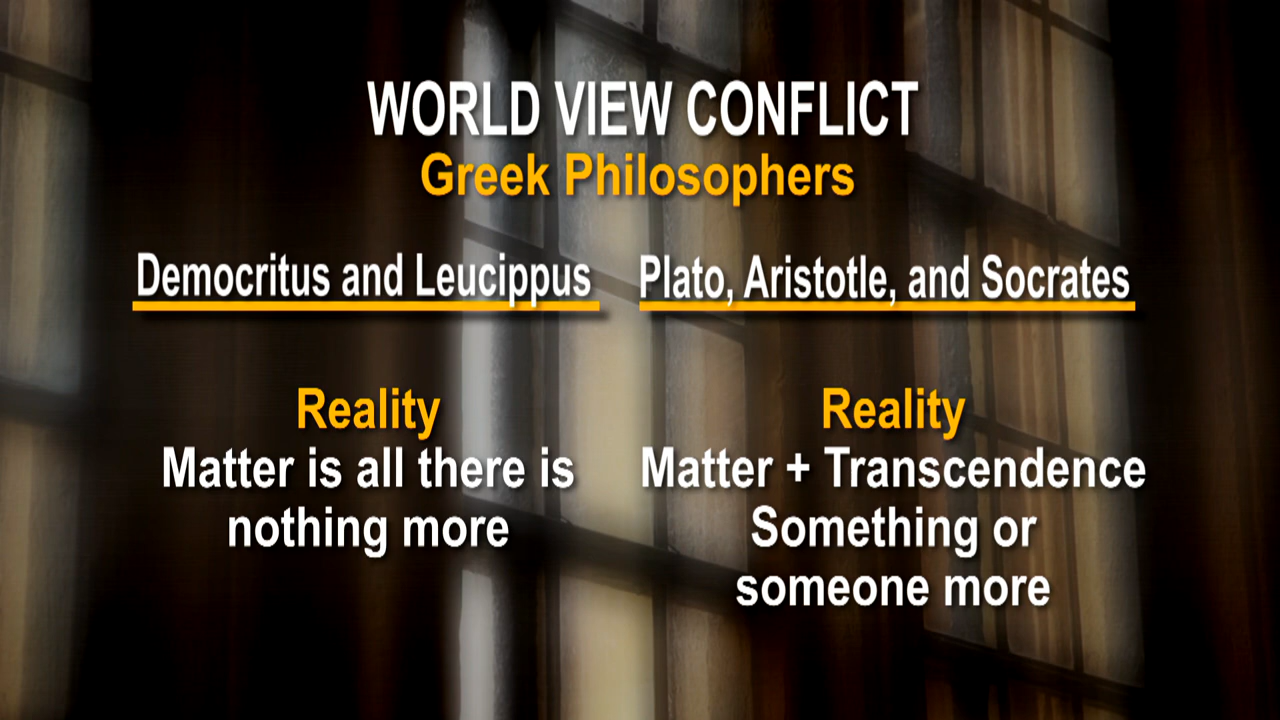 WORLD VIEW CONFLICT
Greek Philosophers
Democritus and Leucippus
Reality
Matter is all there is
nothing more
Plato, Aristotle, and Socrates
Reality
Matter + Transcendence
Something or
someone more